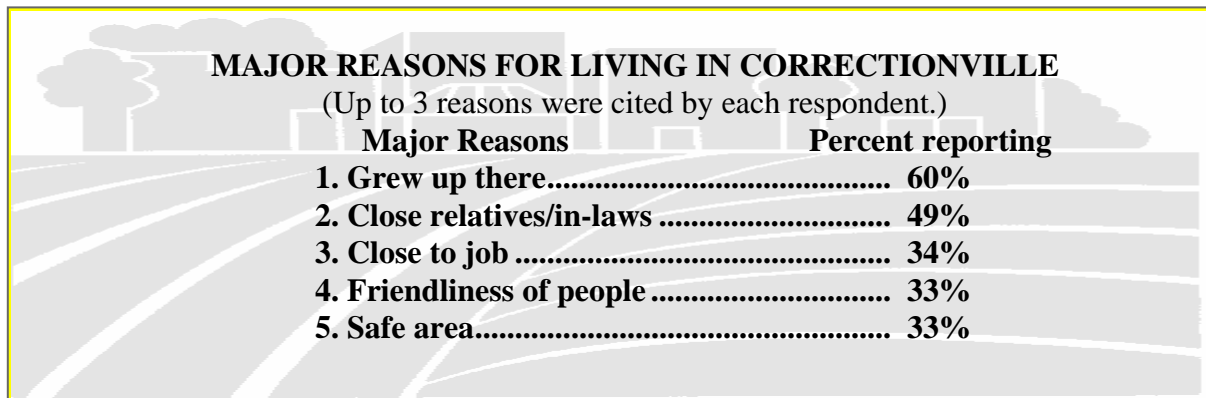 MAJOR REASONS FOR LIVING IN CORRECTIONVILLE
(Up to 3 reasons were cited by each respondent.)
Major Reasons Percent reporting
1. Grew up there............................................. 60%
2. Close relatives/in-laws .............................. 49%
3. Close to job ................................................. 34%
4. Friendliness of people ............................... 33%
5. Safe area...................................................... 33%